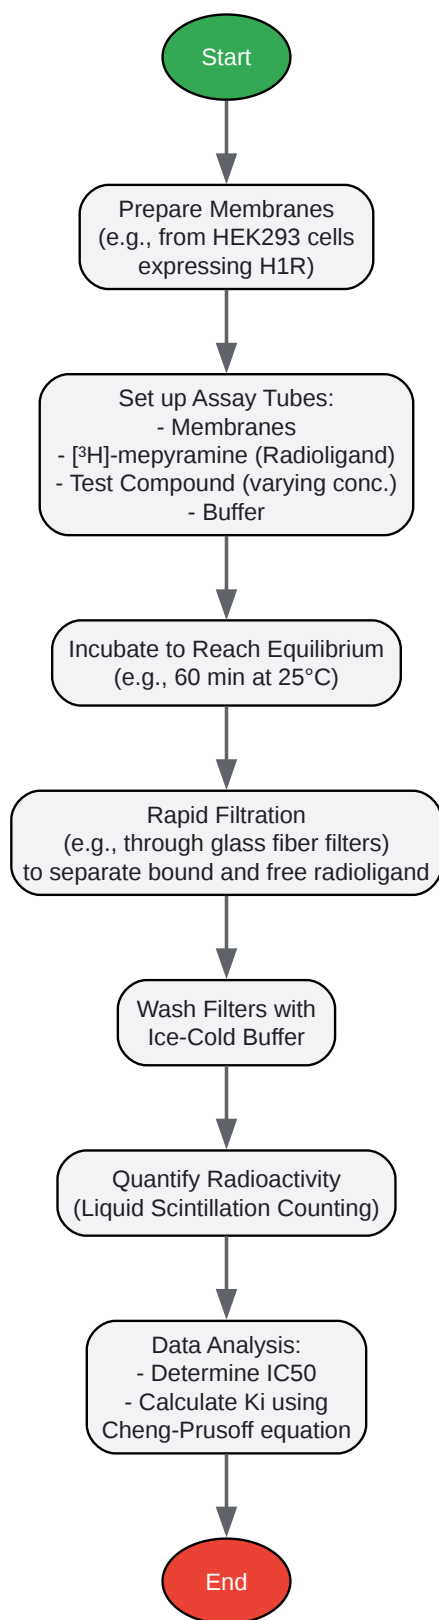 Start
Prepare Membranes
(e.g., from HEK293 cells
expressing H1R)
Set up Assay Tubes:
- Membranes
- [³H]-mepyramine (Radioligand)
- Test Compound (varying conc.)
- Buffer
Incubate to Reach Equilibrium
(e.g., 60 min at 25°C)
Rapid Filtration
(e.g., through glass fiber filters)
to separate bound and free radioligand
Wash Filters with
Ice-Cold Buffer
Quantify Radioactivity
(Liquid Scintillation Counting)
Data Analysis:
- Determine IC50
- Calculate Ki using
Cheng-Prusoff equation
End